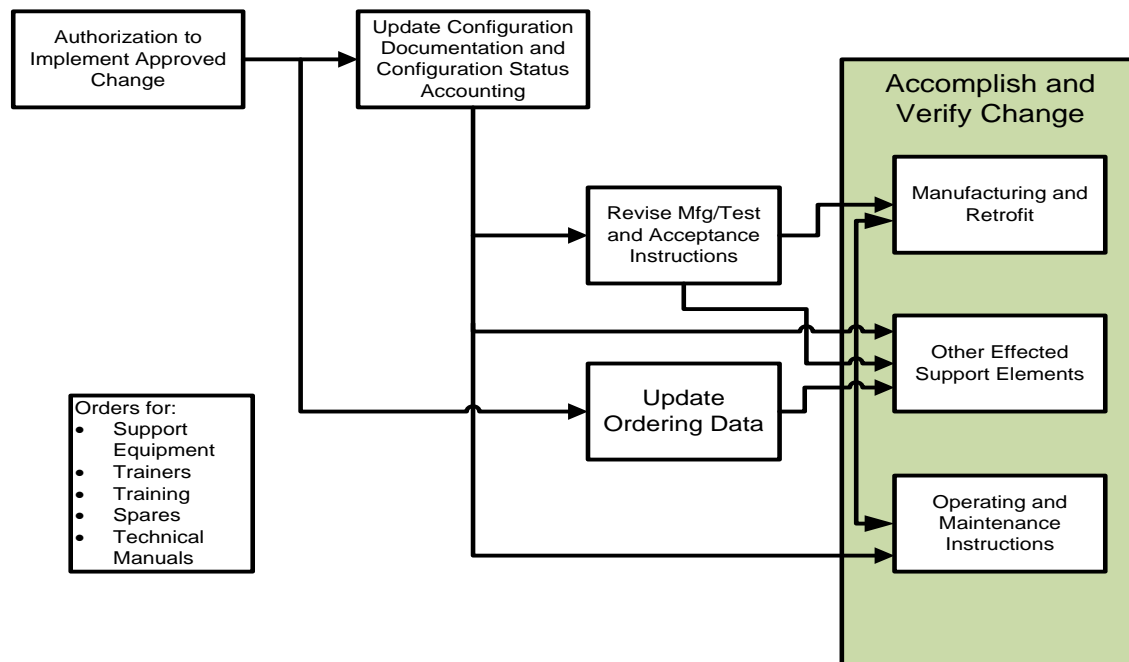 Authorization to
Implement Approved
Change
Update Configuration
Documentation and
Configuration Status
Accounting
Accomplish and
Verify Change
Manufacturing and
Retrofit
Revise Mfg/Test
and Acceptance
Instructions
Other Effected
Support Elements
Update
Ordering Data
Orders for:
• Support
Equipment
• Trainers
• Training
• Spares
• Technical
Manuals
Operating and
Maintenance
Instructions